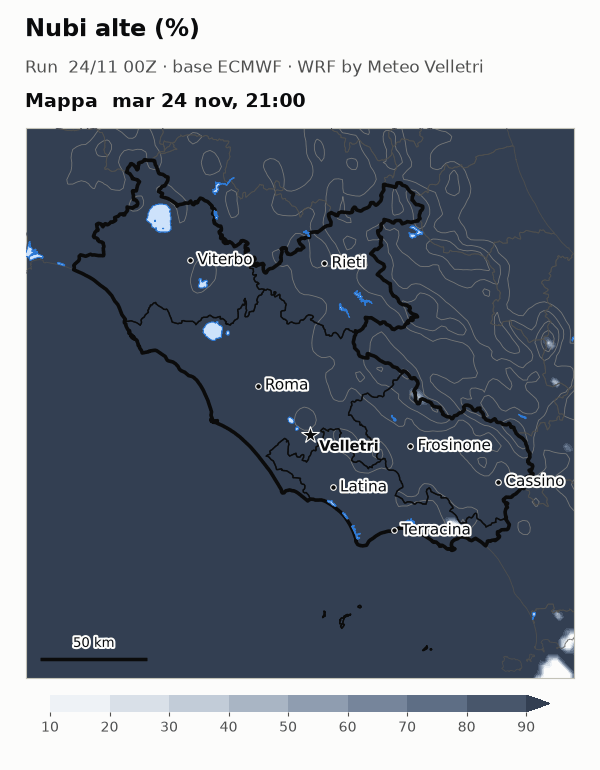 Nubi alte (%)
Run  24/11 00Z · base ECMWF · WRF by Meteo Velletri
Mappa  mar 24 nov, 21:00
Viterbo
Rieti
Roma
Velletri
Frosinone
Latina
Cassino
Terracina
50 km
10 20 30 40 50 60 70 80 90